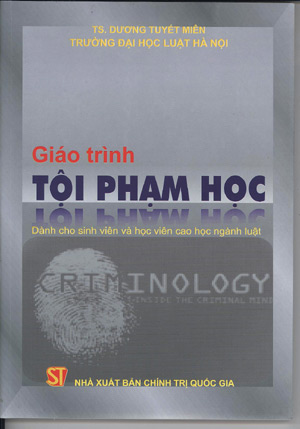 TS. DƯƠNG TUYẾT MIÊN
TRƯỜNG ĐẠI HỌC LUẬT HÀ NỘI
Giáo trình
TỘI PHẠM HỌC
Dành cho sinh viên và học viên cao học ngành luật
CRIMINOLOGY
INSIDE THE CRIMINAL MIND
ST
NHÀ XUẤT BẢN CHÍNH TRỊ QUỐC GIA